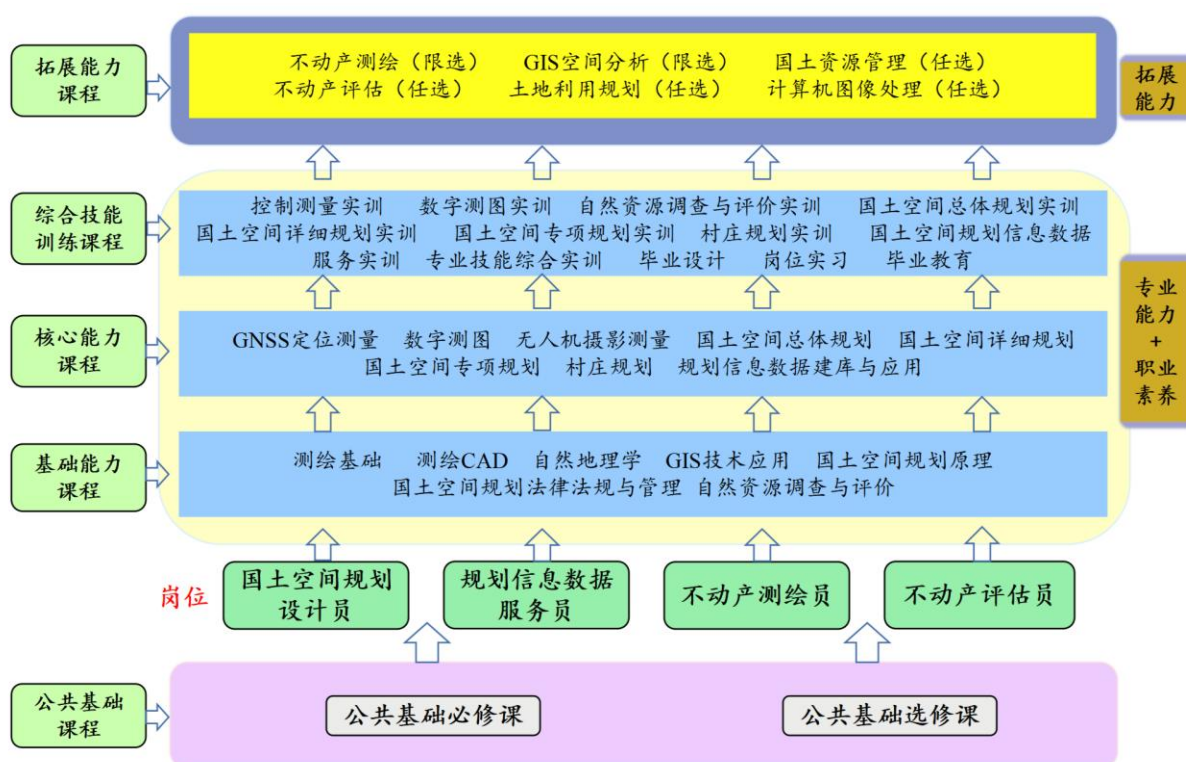 拓展能力
课程
不动产测绘（限选） GIS空间分析（限选） 国土资源管理（任选）
不动产评估（任选） 土地利用规划（任选） 计算机图像处理（任选）
拓展
能力
综合技能
训练课程
控制测量实训 数字测图实训 自然资源调查与评价实训 国土空间总体规划实训
国土空间详细规划实训 国土空间专项规划实训 村庄规划实训 国土空间规划信息数据
服务实训 专业技能综合实训 毕业设计 岗位实习 毕业教育
核心能力
课程
GNSS定位测量 数字测图 无人机摄影测量 国土空间总体规划 国土空间详细规划
国土空间专项规划 村庄规划 规划信息数据建库与应用
专业
能力
+
职业
素养
基础能力
课程
测绘基础 测绘CAD 自然地理学 GIS技术应用 国土空间规划原理
国土空间规划法律法规与管理 自然资源调查与评价
岗位
国土空间规划
设计员
规划信息数据
服务员
不动产测绘员
不动产评估员
公共基础
课程
公共基础必修课
公共基础选修课